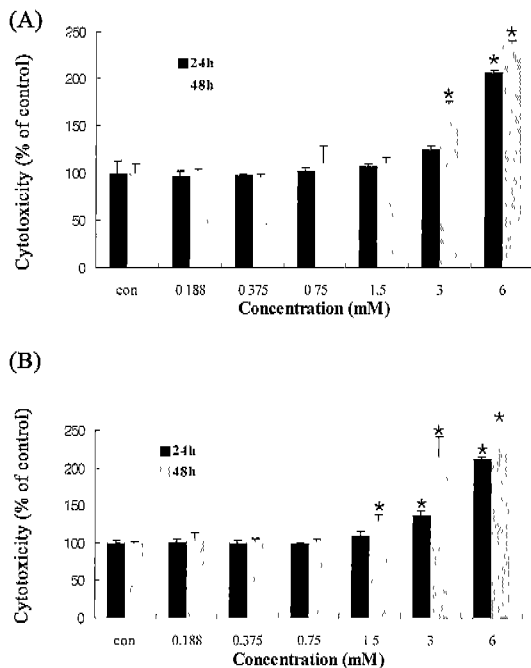 (A)
250
200
150
100
50
0
Cytotoxicity (% of control)
24h
48h
*
*
*
con 0.188 0.375 0.75 1.5 3 6
Concentration (mM)
(B)
250
200
150
100
50
0
Cytotoxicity (% of control)
24h
48h
*
*
*
*
*
con 0.188 0.375 0.75 1.5 3 6
Concentration (mM)